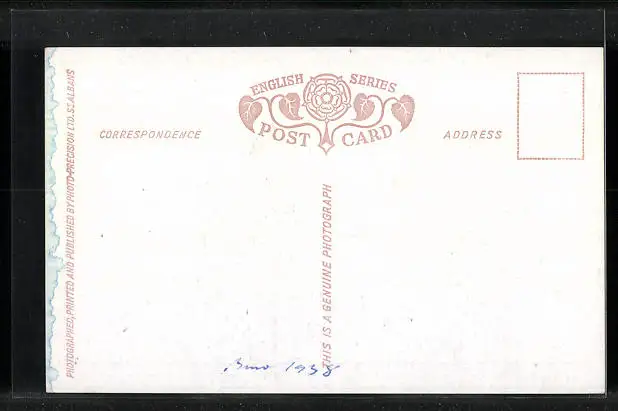 ENGLISH SERIES
POST CARD
CORRESPONDENCE
ADDRESS
PHOTOGRAPHED, PRINTED AND PUBLISHED BY PHOTO-PRECISION LTD. ST. ALBANS
THIS IS A GENUINE PHOTOGRAPH
1938